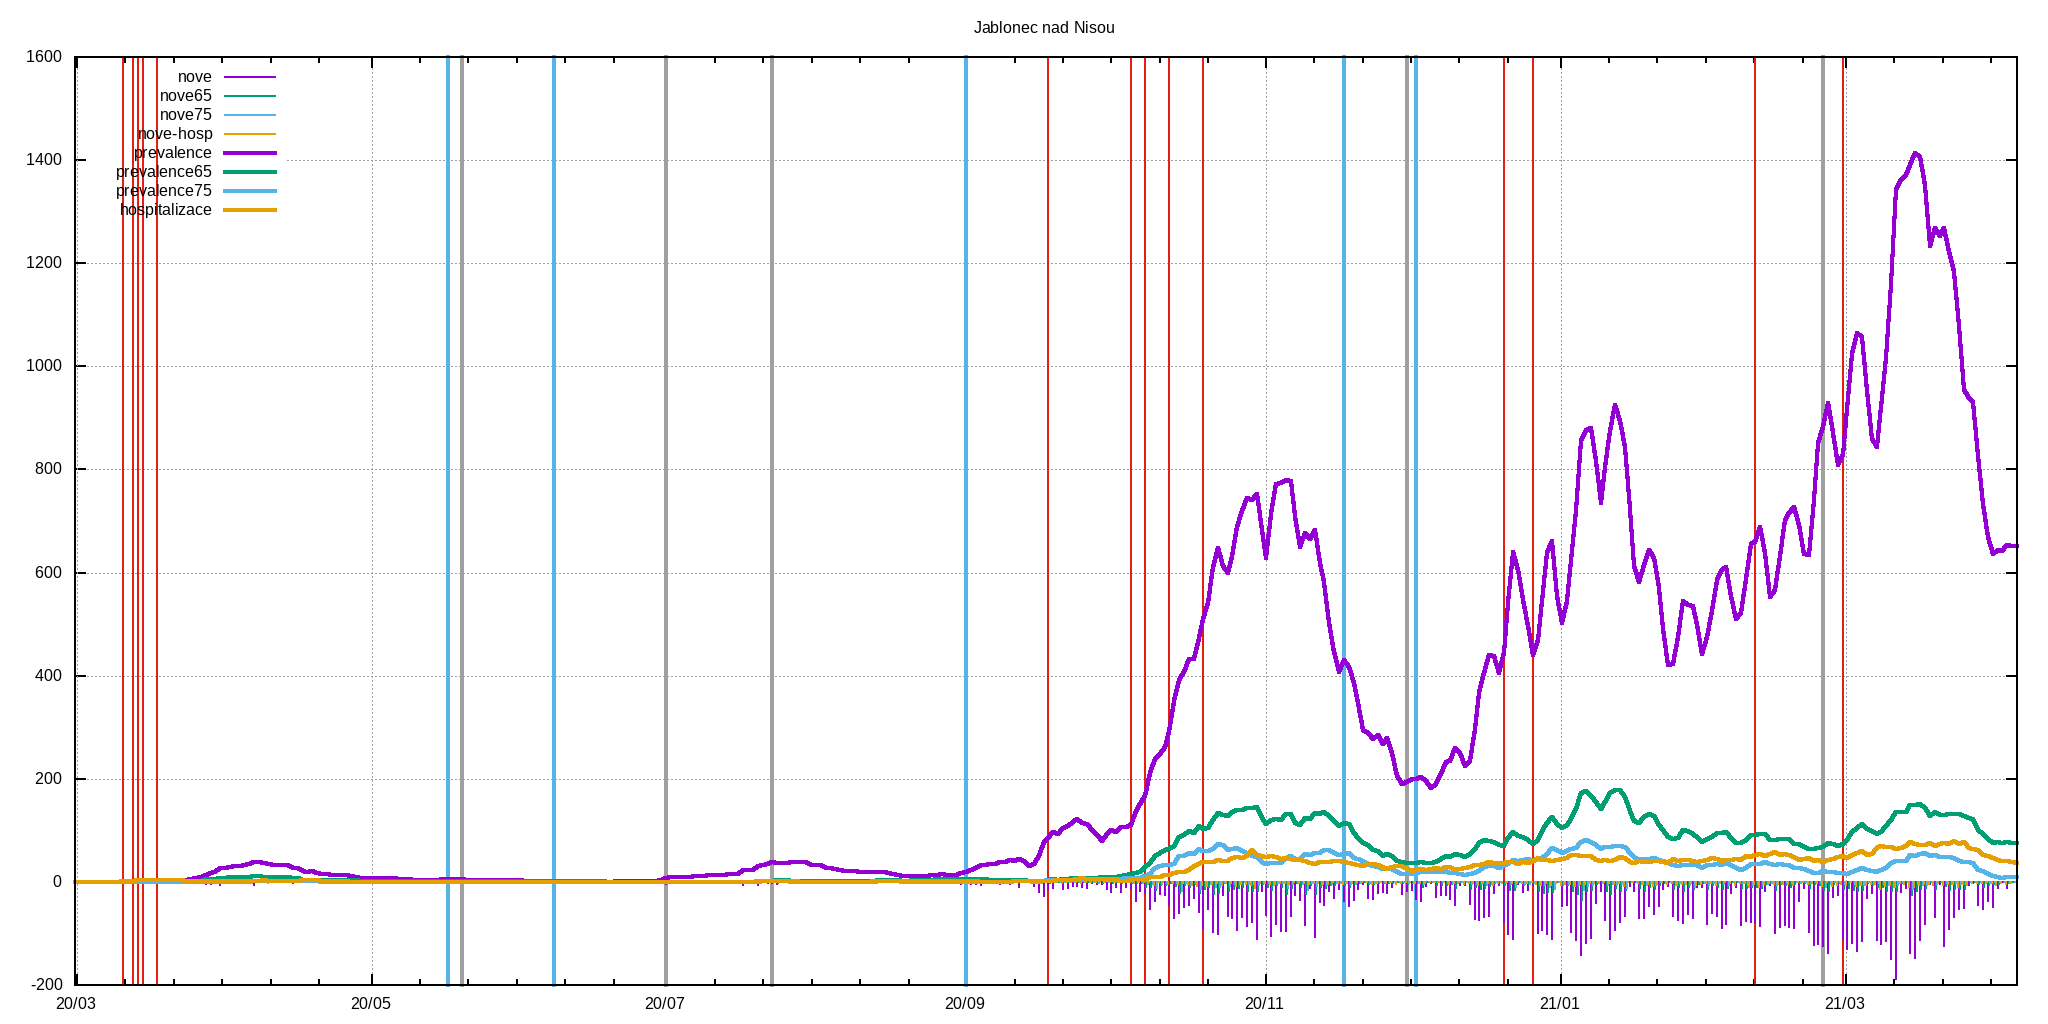 Jablonec nad Nisou
1600
1400
1200
1000
800
600
400
200
0
-200
nove
nove65
nove75
nove-hosp
prevalence
prevalence65
prevalence75
hospitalizace
20/03 20/05 20/07 20/09 20/11 21/01 21/03